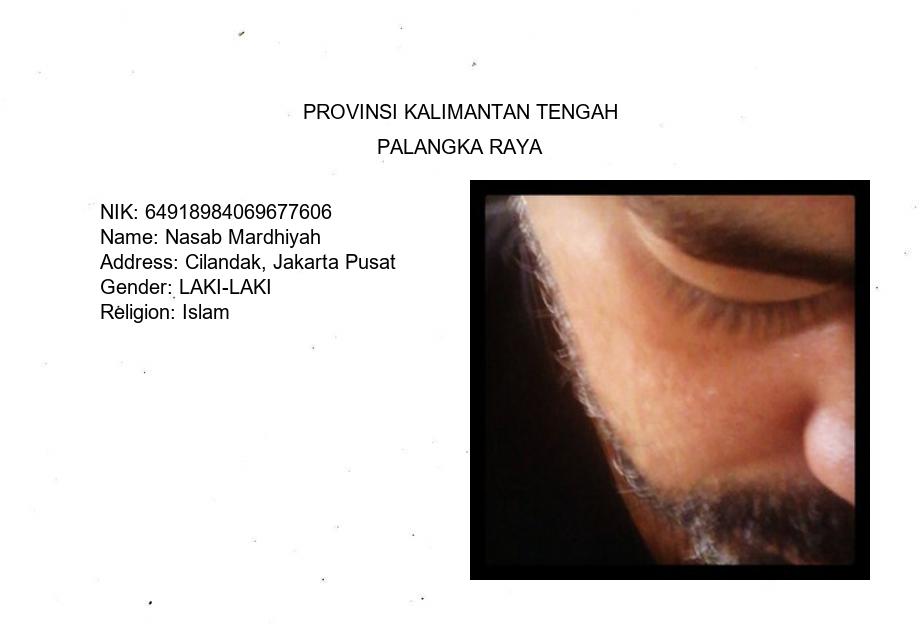 PROVINSI KALIMANTAN TENGAH
PALANGKA RAYA
NIK: 64918984069677606
Name: Nasab Mardhiyah
Address: Cilandak, Jakarta Pusat
Gender: LAKI-LAKI
Religion: Islam